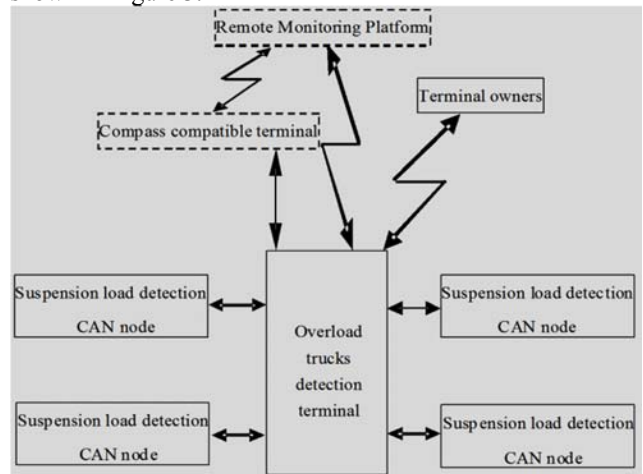 Remote Monitoring Platform
Terminal owners
Compass compatible terminal
Suspension load detection
CAN node
Suspension load detection
CAN node
Overload
trucks
detection
terminal
Suspension load detection
CAN node
Suspension load detection
CAN node